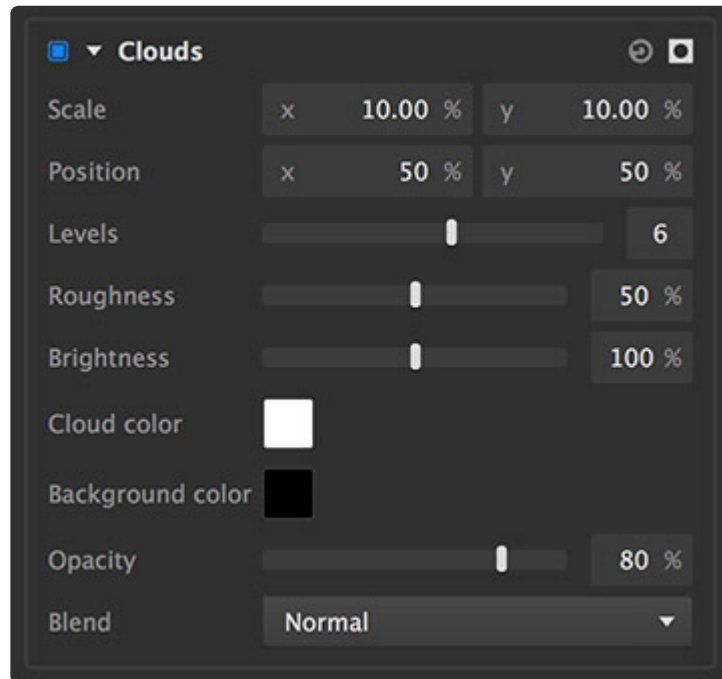 Clouds
Scale x 10.00 % y 10.00 %
Position x 50 % y 50 %
Levels 6
Roughness 50 %
Brightness 100 %
Cloud color
Background color
Opacity 80 %
Blend Normal